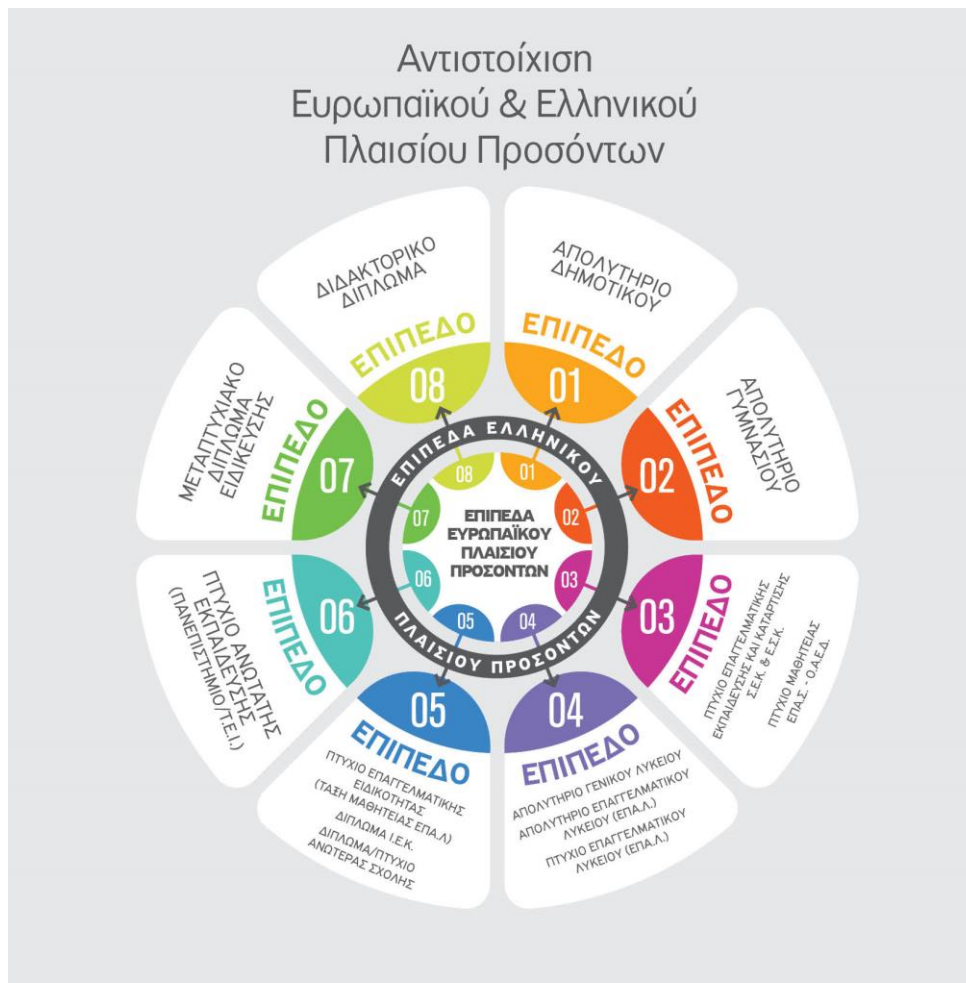 Αντιστοίχιση
Ευρωπαϊκού & Ελληνικού
Πλαισίου Προσόντων
ΑΠΟΛΥΤΗΡΙΟ
ΔΗΜΟΤΙΚΟΥ
ΕΠΙΠΕΔΟ
01
ΑΠΟΛΥΤΗΡΙΟ
ΓΥΜΝΑΣΙΟΥ
ΕΠΙΠΕΔΟ
02
ΕΠΙΠΕΔΟ
03
ΠΤΥΧΙΟ ΕΠΑΓΓΕΛΜΑΤΙΚΗΣ
ΕΚΠΑΙΔΕΥΣΗΣ ΚΑΙ ΚΑΤΑΡΤΙΣΗΣ
Σ.Ε.Κ. & Ε.Σ.Κ.
ΠΤΥΧΙΟ ΜΑΘΗΤΕΙΑΣ
ΕΠΑ.Σ. - Ο.Α.Ε.Δ.
04
ΕΠΙΠΕΔΟ
ΑΠΟΛΥΤΗΡΙΟ ΓΕΝΙΚΟΥ ΛΥΚΕΙΟΥ
ΑΠΟΛΥΤΗΡΙΟ ΕΠΑΓΓΕΛΜΑΤΙΚΟΥ
ΛΥΚΕΙΟΥ (ΕΠΑ.Λ.)
ΠΤΥΧΙΟ ΕΠΑΓΓΕΛΜΑΤΙΚΟΥ
ΛΥΚΕΙΟΥ (ΕΠΑ.Λ.)
05
ΕΠΙΠΕΔΟ
ΠΤΥΧΙΟ ΕΠΑΓΓΕΛΜΑΤΙΚΗΣ
ΕΙΔΙΚΟΤΗΤΑΣ
(ΤΑΞΗ ΜΑΘΗΤΕΙΑΣ ΕΠΑ.Λ)
ΔΙΠΛΩΜΑ Ι.Ε.Κ.
ΔΙΠΛΩΜΑ/ΠΤΥΧΙΟ
ΑΝΩΤΕΡΑΣ ΣΧΟΛΗΣ
06
ΕΠΙΠΕΔΟ
ΠΤΥΧΙΟ ΑΝΩΤΑΤΗΣ
ΕΚΠΑΙΔΕΥΣΗΣ
(ΠΑΝΕΠΙΣΤΗΜΙΟ/Τ.Ε.Ι.)
ΜΕΤΑΠΤΥΧΙΑΚΟ
ΔΙΠΛΩΜΑ
ΕΙΔΙΚΕΥΣΗΣ
ΕΠΙΠΕΔΟ
07
ΔΙΔΑΚΤΟΡΙΚΟ
ΔΙΠΛΩΜΑ
ΕΠΙΠΕΔΟ
08
ΕΠΙΠΕΔΑ ΕΛΛΗΝΙΚΟΥ
ΠΛΑΙΣΙΟΥ ΠΡΟΣΟΝΤΩΝ
01
02
03
04
05
06
07
08
ΕΠΙΠΕΔΑ
ΕΥΡΩΠΑΪΚΟΥ
ΠΛΑΙΣΙΟΥ
ΠΡΟΣΟΝΤΩΝ